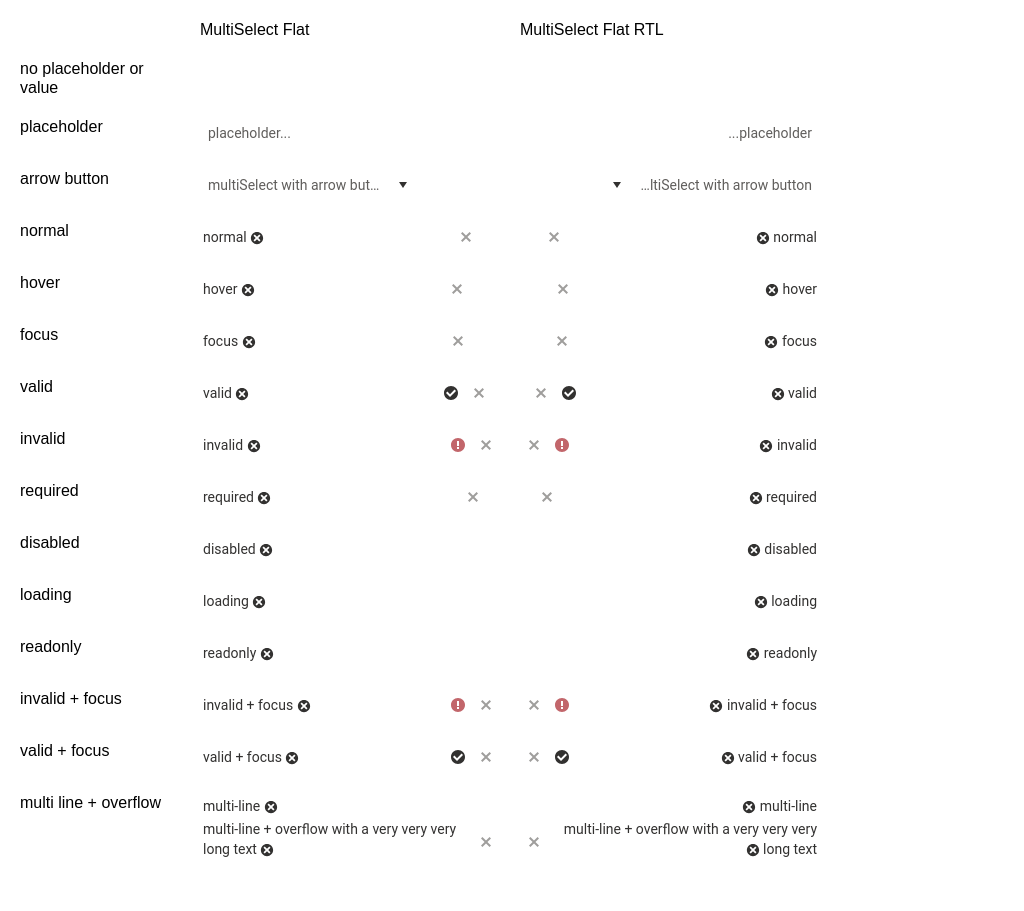 MultiSelect Flat MultiSelect Flat RTL
no placeholder or
value
placeholder placeholder... ...placeholder
arrow button multiSelect with arrow but... ...ltiSelect with arrow button
normal normal normal
hover hover hover
focus focus focus
valid valid valid
invalid invalid invalid
required required required
disabled disabled disabled
loading loading loading
readonly readonly readonly
invalid + focus invalid + focus invalid + focus
valid + focus valid + focus valid + focus
multi line + overflow multi-line multi-line
multi-line + overflow with a very very very multi-line + overflow with a very very very
long text long text